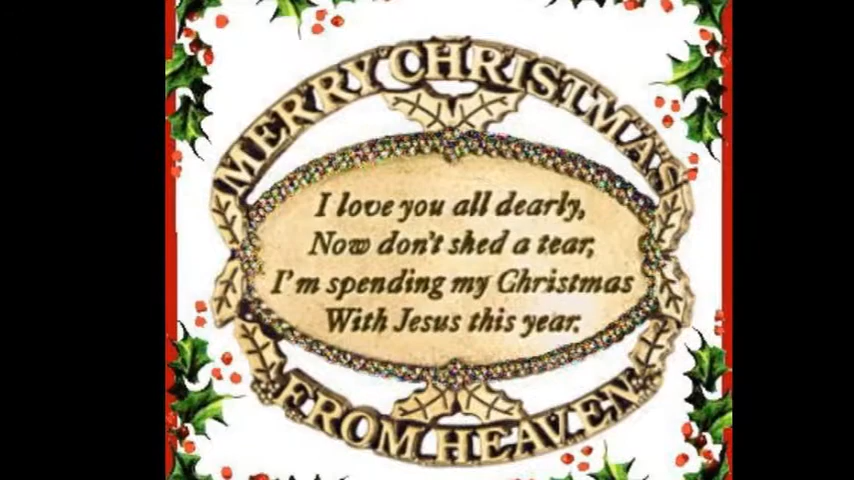 MERRY CHRISTMAS
I love you all dearly,
Now don't shed a tear,
I'm spending my Christmas
With Jesus this year.
FROM HEAVEN